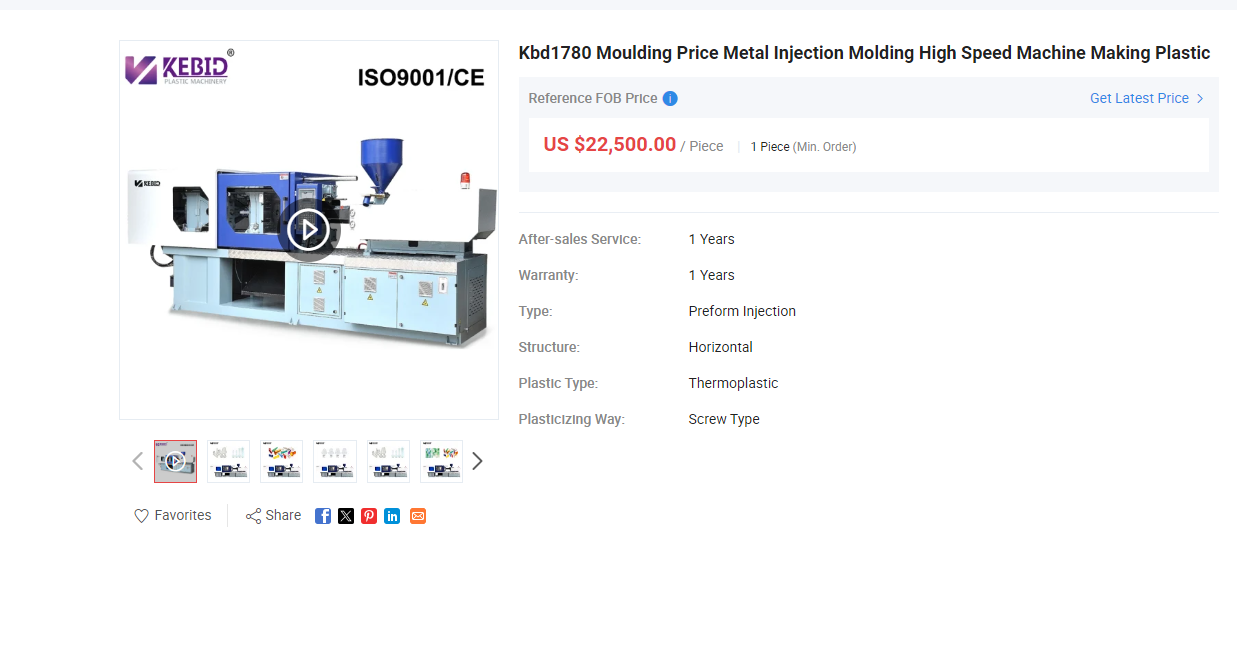 KEBID®
PLASTIC MACHINERY
ISO9001/CE
KEBID
Kbd1780 Moulding Price Metal Injection Molding High Speed Machine Making Plastic
Reference FOB Price
Get Latest Price
US $22,500.00 / Piece
1 Piece (Min. Order)
After-sales Service: 1 Years
Warranty: 1 Years
Type: Preform Injection
Structure: Horizontal
Plastic Type: Thermoplastic
Plasticizing Way: Screw Type
Favorites
Share